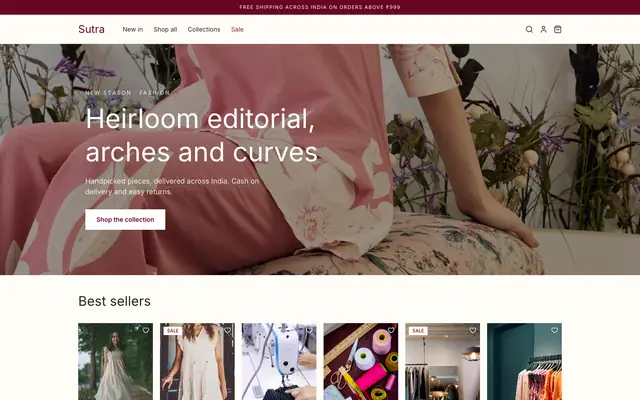 FREE SHIPPING ACROSS INDIA ON ORDERS ABOVE ₹999
Sutra
New in
Shop all
Collections
Sale
NEW SEASON · FASHION
Heirloom editorial,
arches and curves
Handpicked pieces, delivered across India. Cash on
delivery and easy returns.
Shop the collection
Best sellers
SALE
SALE